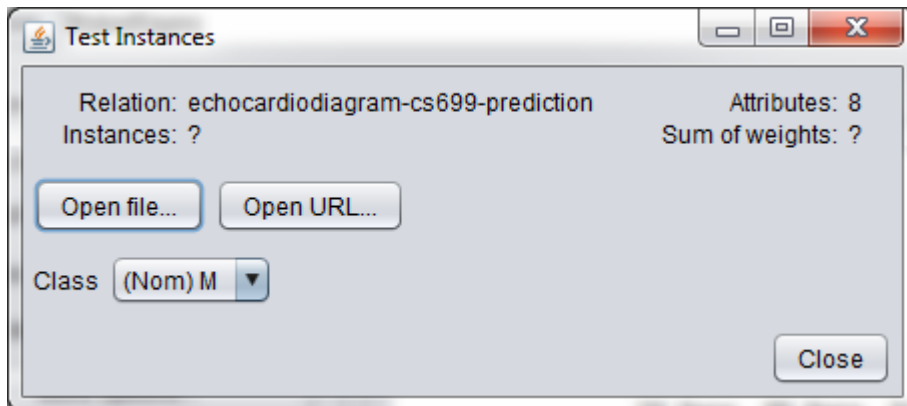 Test Instances
Relation: echocardiodiagram-cs699-prediction Attributes: 8
Instances: ? Sum of weights: ?
Open file... Open URL...
Class (Nom) M
Close